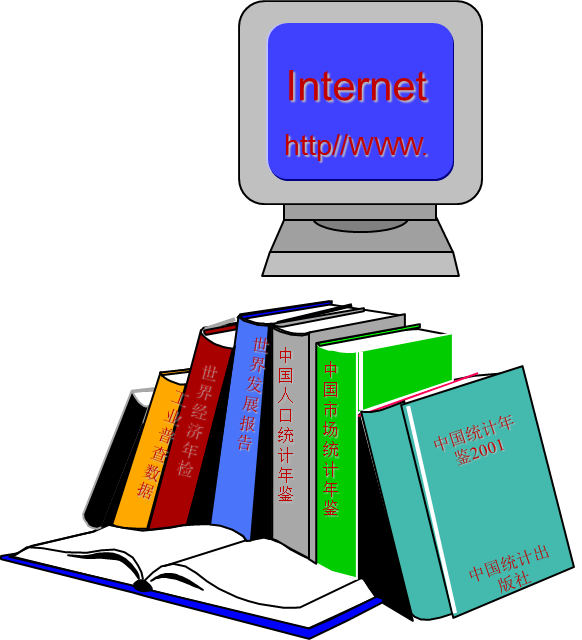 Internet
http//WWW.
工业普查数据
世界经济年检
世界发展报告
中国人口统计年鉴
中国市场统计年鉴
中国统计年
鉴2001
中国统计出
版社